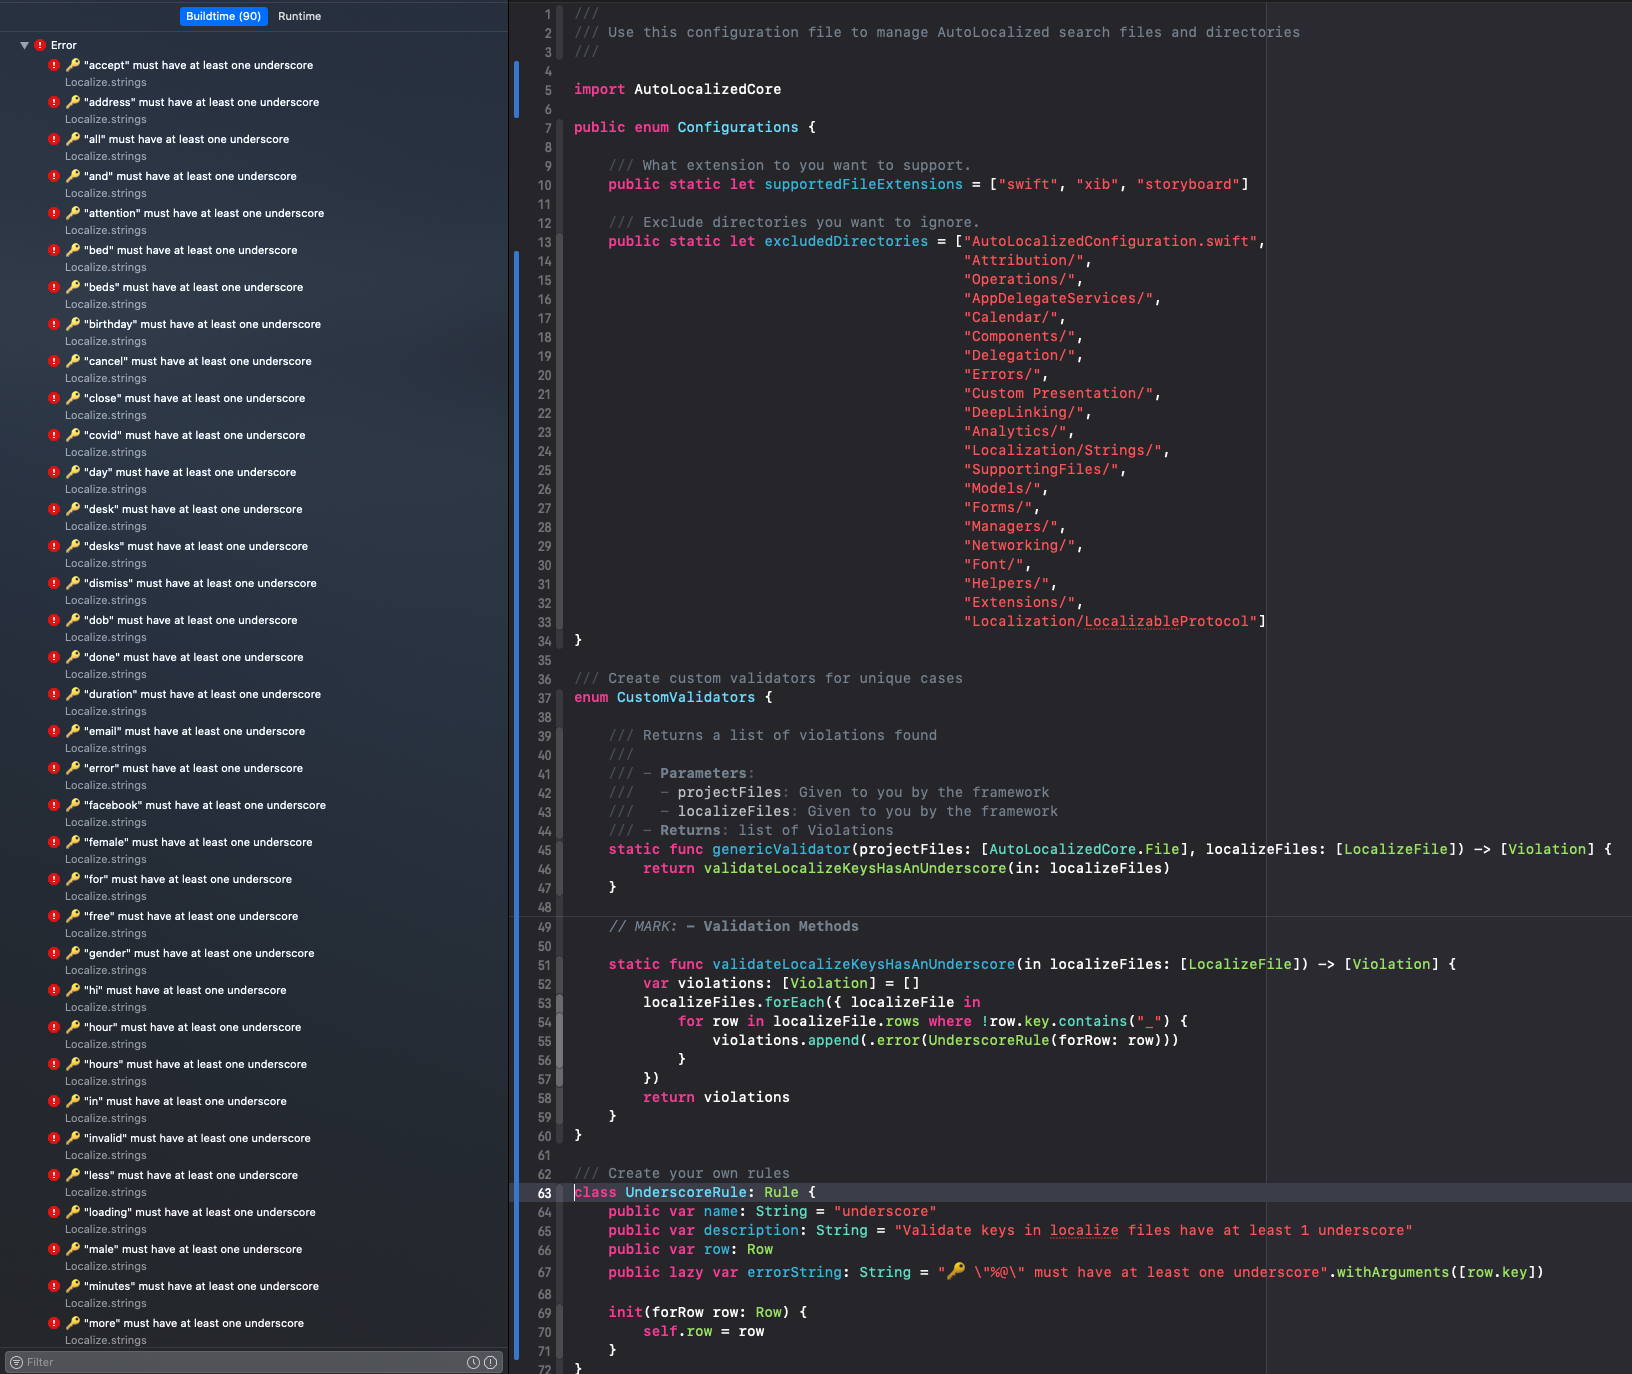 Buildtime (90) Runtime
Error
"accept" must have at least one underscore
Localize.strings
"address" must have at least one underscore
Localize.strings
"all" must have at least one underscore
Localize.strings
"and" must have at least one underscore
Localize.strings
"attention" must have at least one underscore
Localize.strings
"bed" must have at least one underscore
Localize.strings
"beds" must have at least one underscore
Localize.strings
"birthday" must have at least one underscore
Localize.strings
"cancel" must have at least one underscore
Localize.strings
"close" must have at least one underscore
Localize.strings
"covid" must have at least one underscore
Localize.strings
"day" must have at least one underscore
Localize.strings
"desk" must have at least one underscore
Localize.strings
"desks" must have at least one underscore
Localize.strings
"dismiss" must have at least one underscore
Localize.strings
"dob" must have at least one underscore
Localize.strings
"done" must have at least one underscore
Localize.strings
"duration" must have at least one underscore
Localize.strings
"email" must have at least one underscore
Localize.strings
"error" must have at least one underscore
Localize.strings
"facebook" must have at least one underscore
Localize.strings
"female" must have at least one underscore
Localize.strings
"for" must have at least one underscore
Localize.strings
"free" must have at least one underscore
Localize.strings
"gender" must have at least one underscore
Localize.strings
"hi" must have at least one underscore
Localize.strings
"hour" must have at least one underscore
Localize.strings
"hours" must have at least one underscore
Localize.strings
"in" must have at least one underscore
Localize.strings
"invalid" must have at least one underscore
Localize.strings
"less" must have at least one underscore
Localize.strings
"loading" must have at least one underscore
Localize.strings
"male" must have at least one underscore
Localize.strings
"minutes" must have at least one underscore
Localize.strings
"more" must have at least one underscore
Localize.strings
Filter
1 ///
2 /// Use this configuration file to manage AutoLocalized search files and directories
3 ///
4
5 import AutoLocalizedCore
6
7 public enum Configurations {
8
9 /// What extension to you want to support.
10 public static let supportedFileExtensions = ["swift", "xib", "storyboard"]
11
12 /// Exclude directories you want to ignore.
13 public static let excludedDirectories = ["AutoLocalizedConfiguration.swift",
14 "Attribution/",
15 "Operations/",
16 "AppDelegateServices/",
17 "Calendar/",
18 "Components/",
19 "Delegation/",
20 "Errors/",
21 "Custom Presentation/",
22 "DeepLinking/",
23 "Analytics/",
24 "Localization/Strings/",
25 "SupportingFiles/",
26 "Models/",
27 "Forms/",
28 "Managers/",
29 "Networking/",
30 "Font/",
31 "Helpers/",
32 "Extensions/",
33 "Localization/LocalizableProtocol"]
34 }
35
36 /// Create custom validators for unique cases
37 enum CustomValidators {
38
39 /// Returns a list of violations found
40 ///
41 /// - Parameters:
42 /// - projectFiles: Given to you by the framework
43 /// - localizeFiles: Given to you by the framework
44 /// - Returns: list of Violations
45 static func genericValidator(projectFiles: [AutoLocalizedCore.File], localizeFiles: [LocalizeFile]) -> [Violation] {
46 return validateLocalizeKeysHasAnUnderscore(in: localizeFiles)
47 }
48
49 // MARK: - Validation Methods
50
51 static func validateLocalizeKeysHasAnUnderscore(in localizeFiles: [LocalizeFile]) -> [Violation] {
52 var violations: [Violation] = []
53 localizeFiles.forEach({ localizeFile in
54 for row in localizeFile.rows where !row.key.contains("_") {
55 violations.append(.error(UnderscoreRule(forRow: row)))
56 }
57 })
58 return violations
59 }
60 }
61
62 /// Create your own rules
63 class UnderscoreRule: Rule {
64 public var name: String = "underscore"
65 public var description: String = "Validate keys in localize files have at least 1 underscore"
66 public var row: Row
67 public lazy var errorString: String = "🔑 \"%@\" must have at least one underscore".withArguments([row.key])
68
69 init(forRow row: Row) {
70 self.row = row
71 }
72 }